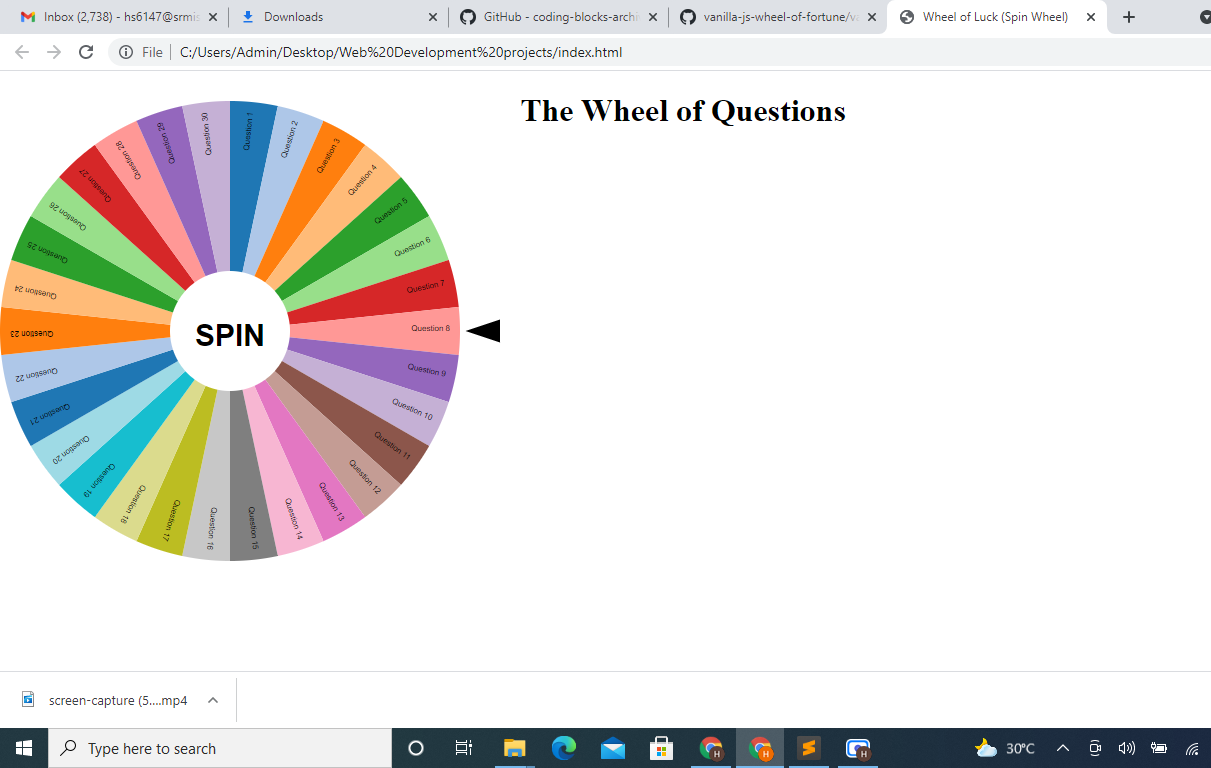 Inbox (2,738) - hs6147@srmis
Downloads
GitHub - coding-blocks-archi
vanilla-js-wheel-of-fortune/va
Wheel of Luck (Spin Wheel)
File
C:/Users/Admin/Desktop/Web%20Development%20projects/index.html
The Wheel of Questions
Question 1
Question 2
Question 3
Question 4
Question 5
Question 6
Question 7
Question 8
Question 9
Question 10
Question 11
Question 12
Question 13
Question 14
Question 15
Question 16
Question 17
Question 18
Question 19
Question 20
Question 21
Question 22
Question 23
Question 24
Question 25
Question 26
Question 27
Question 28
Question 29
Question 30
SPIN
screen-capture (5....mp4
Type here to search
H
H
H
30°C